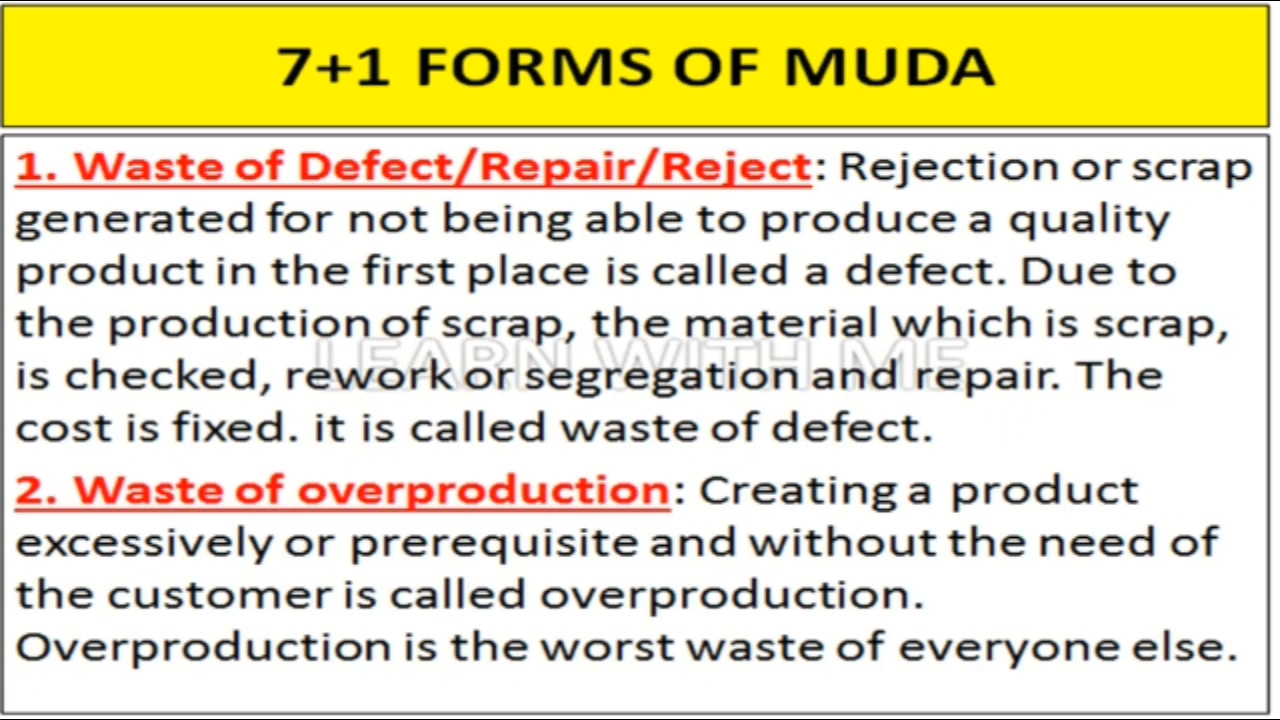 7+1 FORMS OF MUDA
1. Waste of Defect/Repair/Reject: Rejection or scrap
generated for not being able to produce a quality
product in the first place is called a defect. Due to
the production of scrap, the material which is scrap,
LEARN WITH ME
is checked, rework or segregation and repair. The
cost is fixed. it is called waste of defect.
2. Waste of overproduction: Creating a product
excessively or prerequisite and without the need of
the customer is called overproduction.
Overproduction is the worst waste of everyone else.